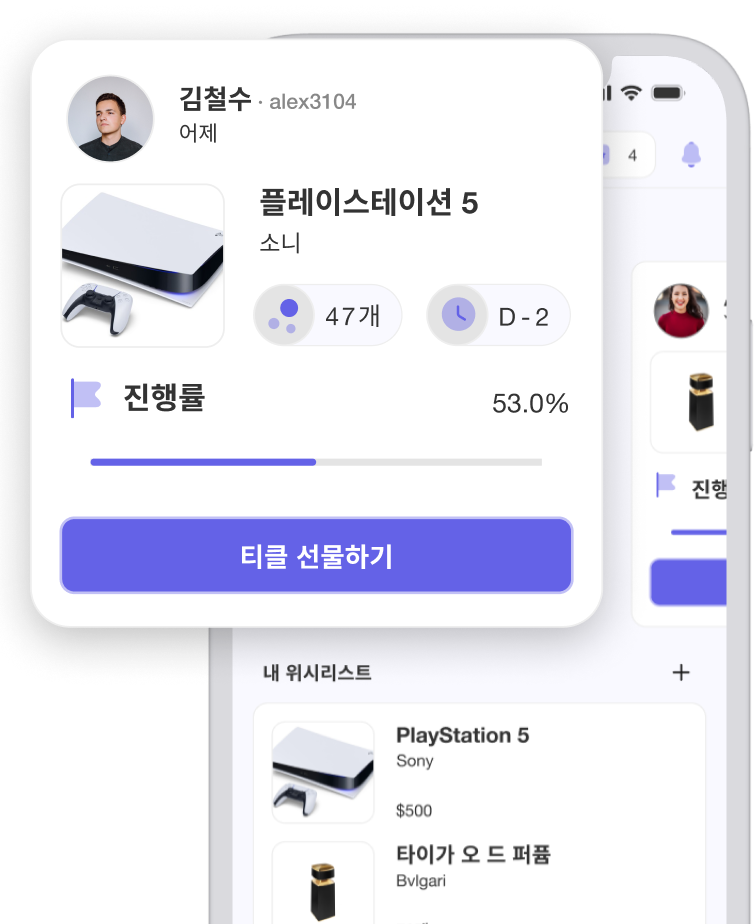 김철수 · alex3104
어제
4
플레이스테이션 5
소니
47개
D - 2
진행률
53.0%
티클 선물하기
진행
내 위시리스트
+
PlayStation 5
Sony
$500
타이가 오 드 퍼퓸
Bvlgari